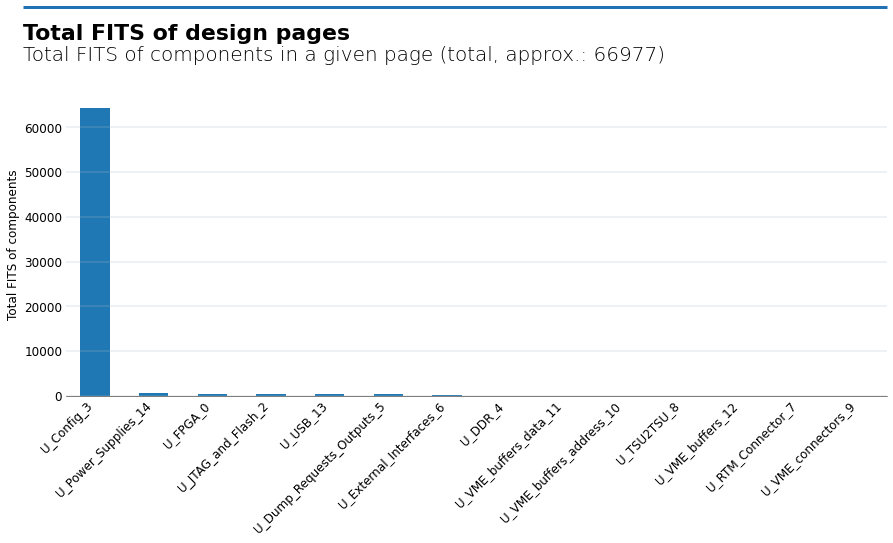 Total FITS of design pages
Total FITS of components in a given page (total, approx.: 66977)
Total FITS of components
60000
50000
40000
30000
20000
10000
0
U_Config_3
U_Power_Supplies_14
U_FPGA_0
U_JTAG_and_Flash_2
U_USB_13
U_Dump_Requests_Outputs_5
U_External_Interfaces_6
U_DDR_4
U_VME_buffers_data_11
U_VME_buffers_address_10
U_TSU2TSU_8
U_VME_buffers_12
U_RTM_Connector_7
U_VME_connectors_9